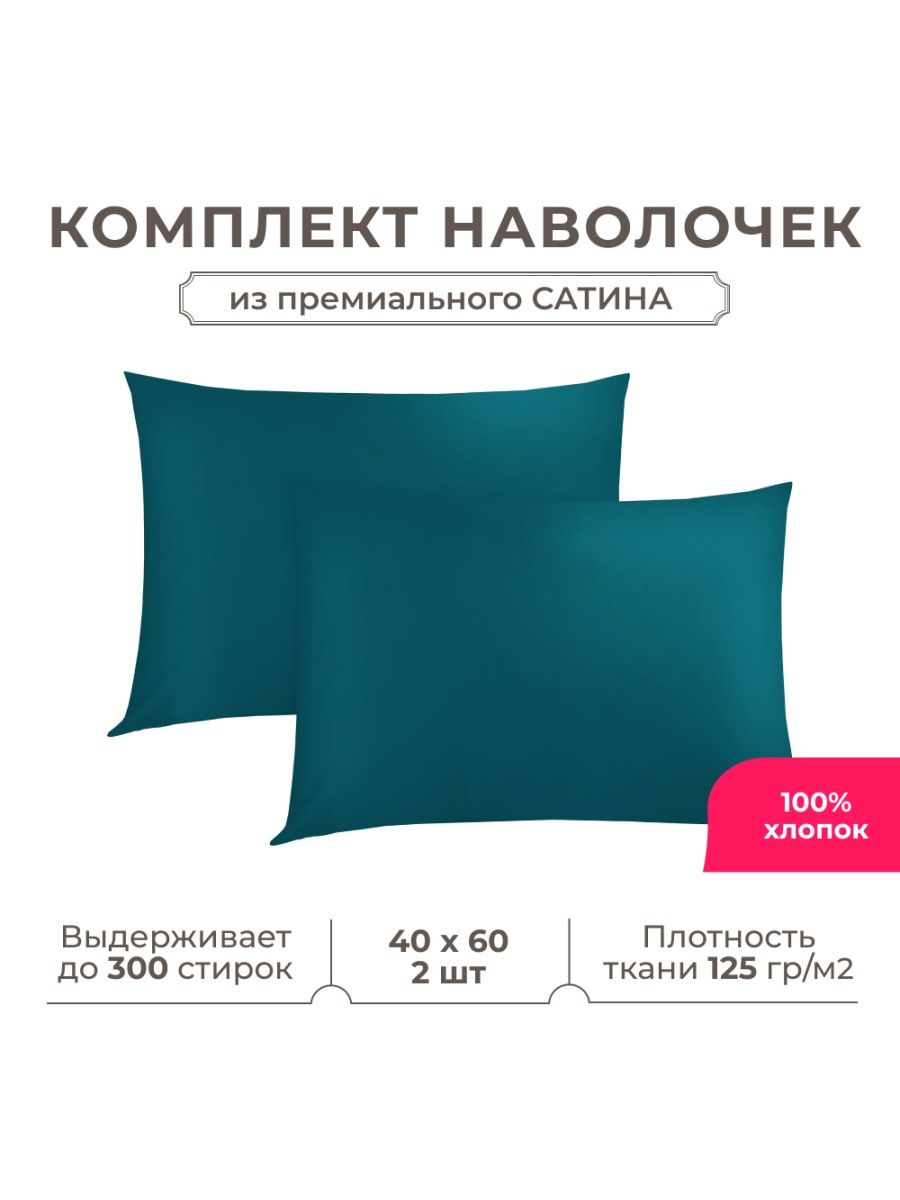 КОМПЛЕКТ НАВОЛОЧЕК
из премиального САТИНА
100%
хлопок
Выдерживает
до 300 стирок
40 х 60
2 шт
Плотность
ткани 125 гр/м2